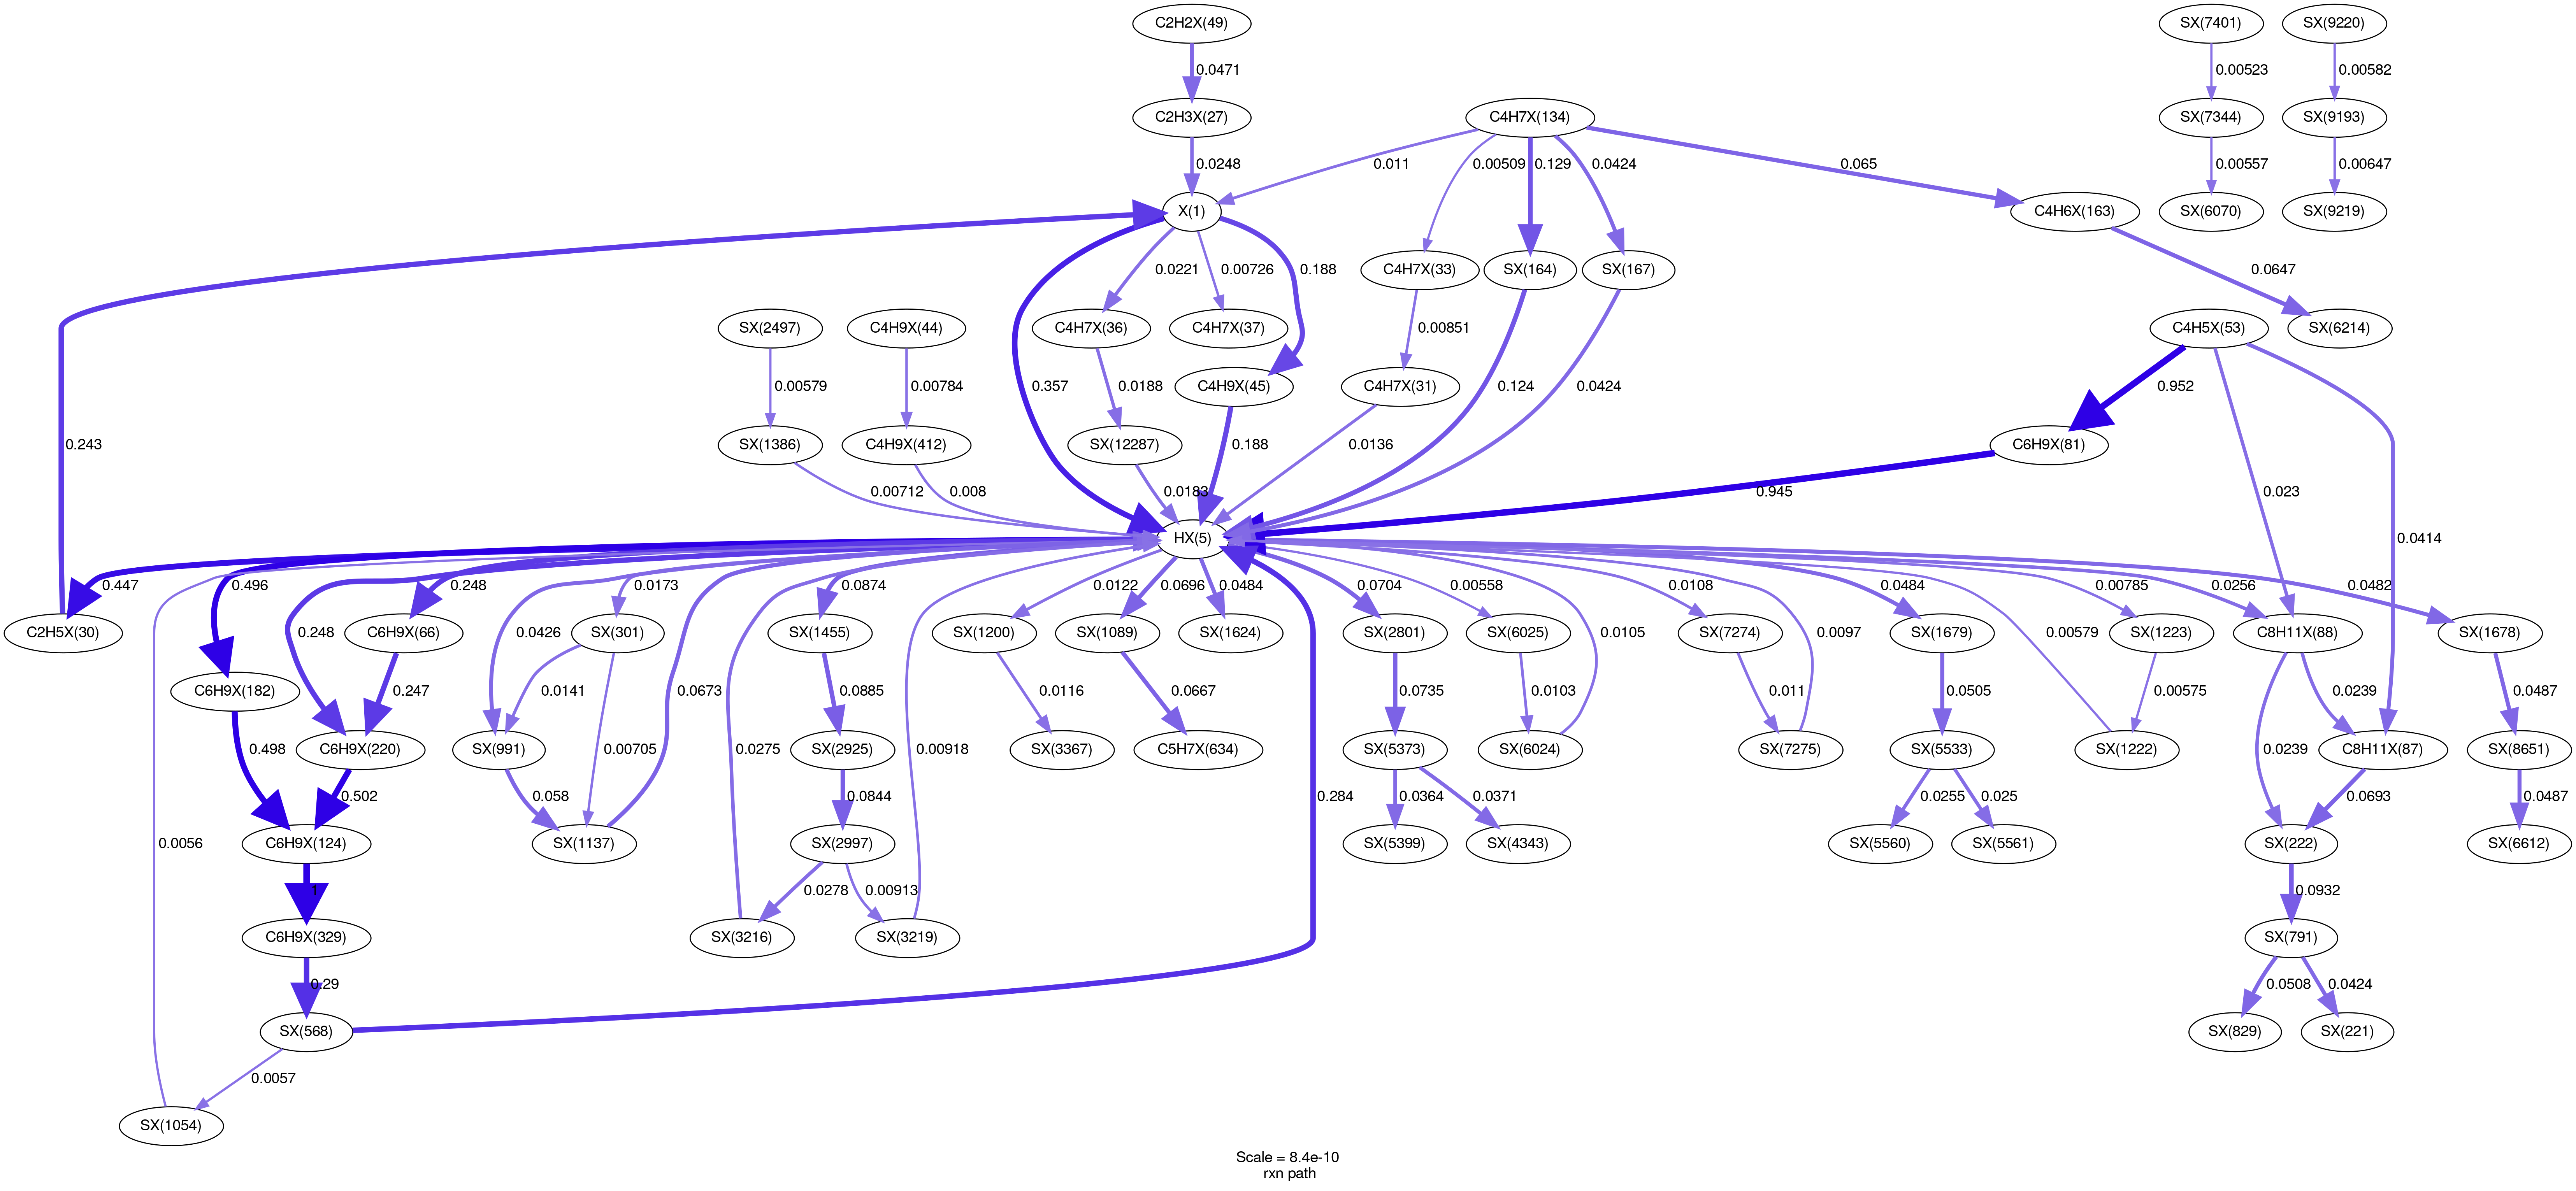 C2H2X(49)
SX(7401)
SX(9220)
0.0471
0.00523
0.00582
C2H3X(27)
C4H7X(134)
SX(7344)
SX(9193)
0.0248
0.011
0.00509
0.129
0.0424
0.065
0.00557
0.00647
X(1)
C4H6X(163)
SX(6070)
SX(9219)
0.0221
0.00726
0.188
C4H7X(33)
SX(164)
SX(167)
0.0647
SX(2497)
C4H9X(44)
C4H7X(36)
C4H7X(37)
0.00851
C4H5X(53)
SX(6214)
0.00579
0.00784
0.357
0.0188
C4H9X(45)
C4H7X(31)
0.124
0.0424
0.952
0.243
SX(1386)
C4H9X(412)
SX(12287)
0.188
0.0136
C6H9X(81)
0.00712
0.008
0.0183
0.945
0.023
0.0414
HX(5)
0.447
0.496
0.248
0.0173
0.0874
0.0122
0.0696
0.0484
0.0704
0.00558
0.0108
0.0484
0.00785
0.0256
0.0482
C2H5X(30)
0.248
C6H9X(66)
0.0426
SX(301)
SX(1455)
SX(1200)
SX(1089)
SX(1624)
SX(2801)
SX(6025)
0.0105
SX(7274)
0.0097
SX(1679)
0.00579
SX(1223)
C8H11X(88)
SX(1678)
C6H9X(182)
0.247
0.0141
0.0673
0.0885
0.0116
0.0667
0.0735
0.0103
0.011
0.0505
0.00575
0.0239
0.0487
0.498
C6H9X(220)
SX(991)
0.00705
0.0275
SX(2925)
0.00918
SX(3367)
C5H7X(634)
SX(5373)
SX(6024)
SX(7275)
SX(5533)
SX(1222)
0.0239
C8H11X(87)
SX(8651)
0.502
0.058
0.0844
0.284
0.0364
0.0371
0.0255
0.025
0.0693
0.0487
0.0056
C6H9X(124)
SX(1137)
SX(2997)
SX(5399)
SX(4343)
SX(5560)
SX(5561)
SX(222)
SX(6612)
1
0.0278
0.00913
0.0932
C6H9X(329)
SX(3216)
SX(3219)
SX(791)
0.29
0.0508
0.0424
SX(568)
SX(829)
SX(221)
0.0057
SX(1054)
Scale = 8.4e-10
rxn path